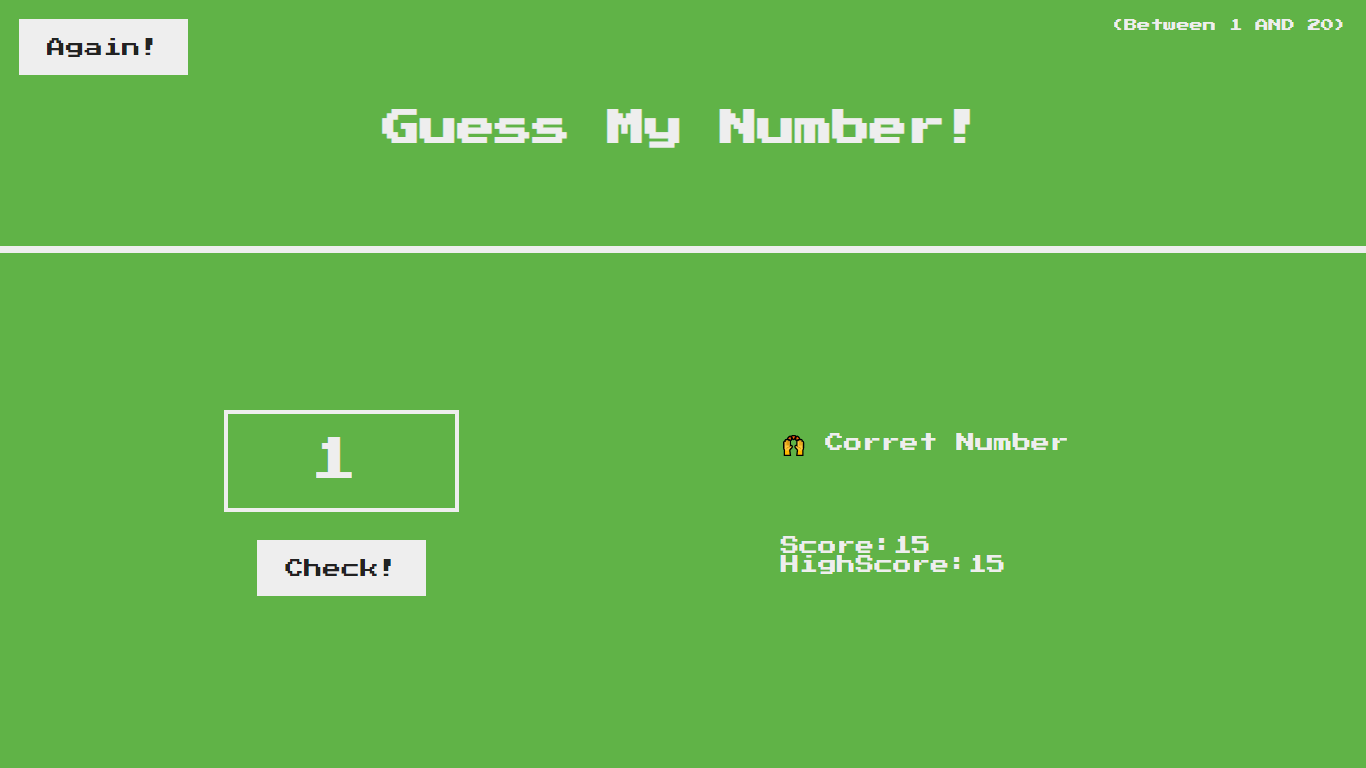 Again!
(Between 1 AND 20)
Guess My Number!
1
Check!
🙌 Corret Number
Score:15
HighScore:15